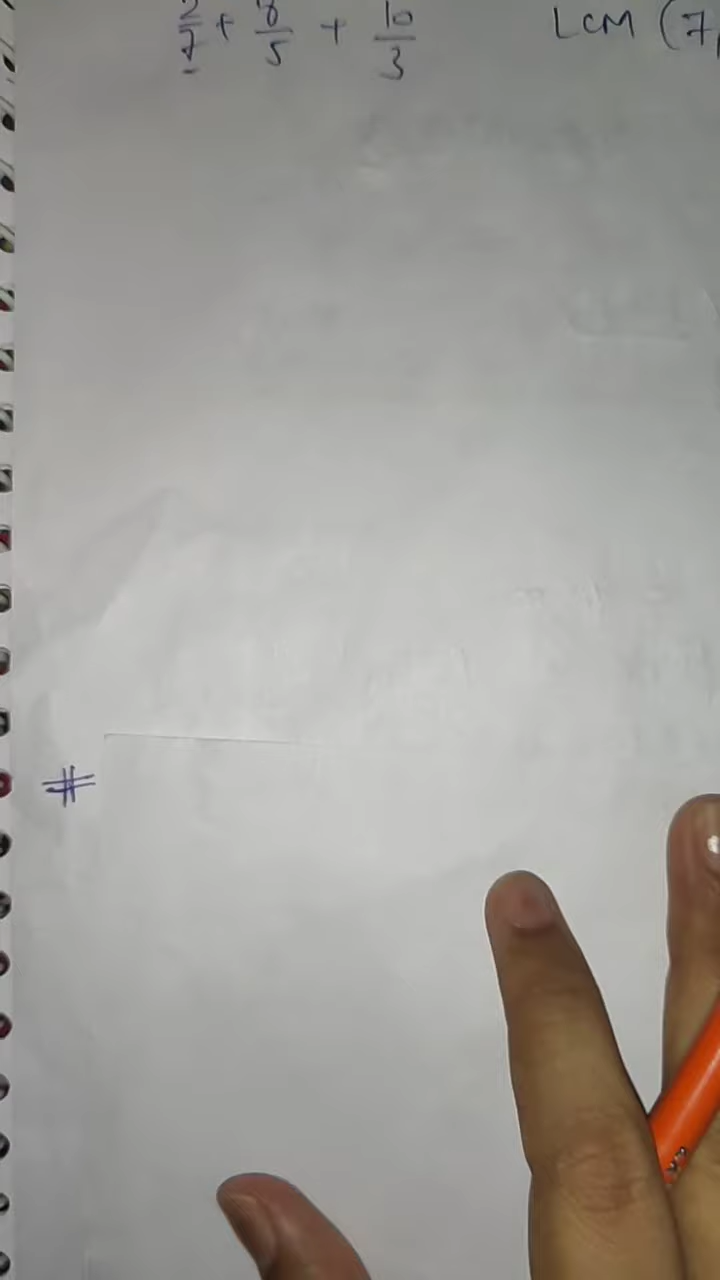 2/7 + 8/5 + 10/3 LCM (7,
#